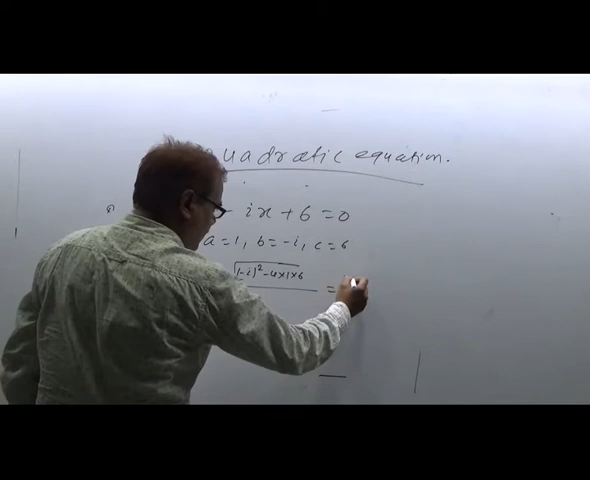 uadratic equation.
- ix + 6 = 0
a = 1, b = -i, c = 6
√(-i)² - 4×1×6 =